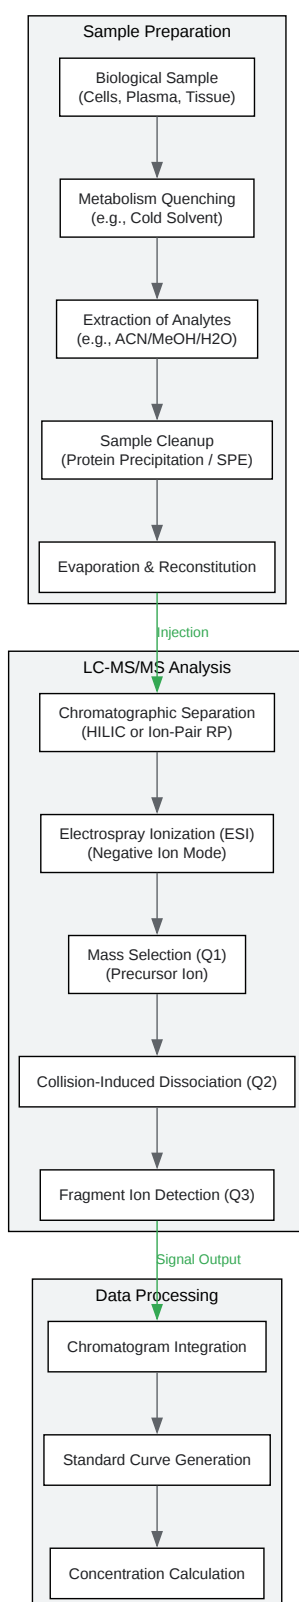 Sample Preparation
Biological Sample
(Cells, Plasma, Tissue)
Metabolism Quenching
(e.g., Cold Solvent)
Extraction of Analytes
(e.g., ACN/MeOH/H2O)
Sample Cleanup
(Protein Precipitation / SPE)
Evaporation & Reconstitution
Injection
LC-MS/MS Analysis
Chromatographic Separation
(HILIC or Ion-Pair RP)
Electrospray Ionization (ESI)
(Negative Ion Mode)
Mass Selection (Q1)
(Precursor Ion)
Collision-Induced Dissociation (Q2)
Fragment Ion Detection (Q3)
Signal Output
Data Processing
Chromatogram Integration
Standard Curve Generation
Concentration Calculation